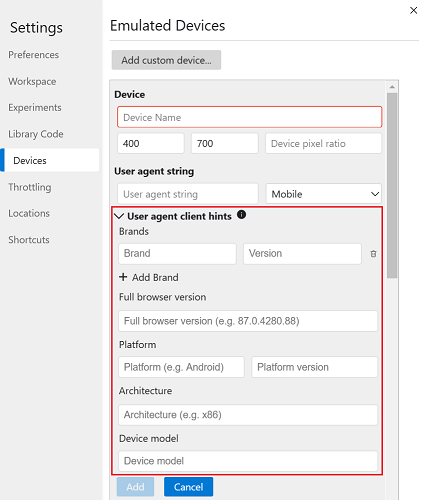 Settings
Preferences
Workspace
Experiments
Library Code
Devices
Throttling
Locations
Shortcuts
Emulated Devices
Add custom device...
Device
Device Name
400 700 Device pixel ratio
User agent string
User agent string Mobile
User agent client hints
Brands
Brand Version
Add Brand
Full browser version
Full browser version (e.g. 87.0.4280.88)
Platform
Platform (e.g. Android) Platform version
Architecture
Architecture (e.g. x86)
Device model
Device model
Add Cancel